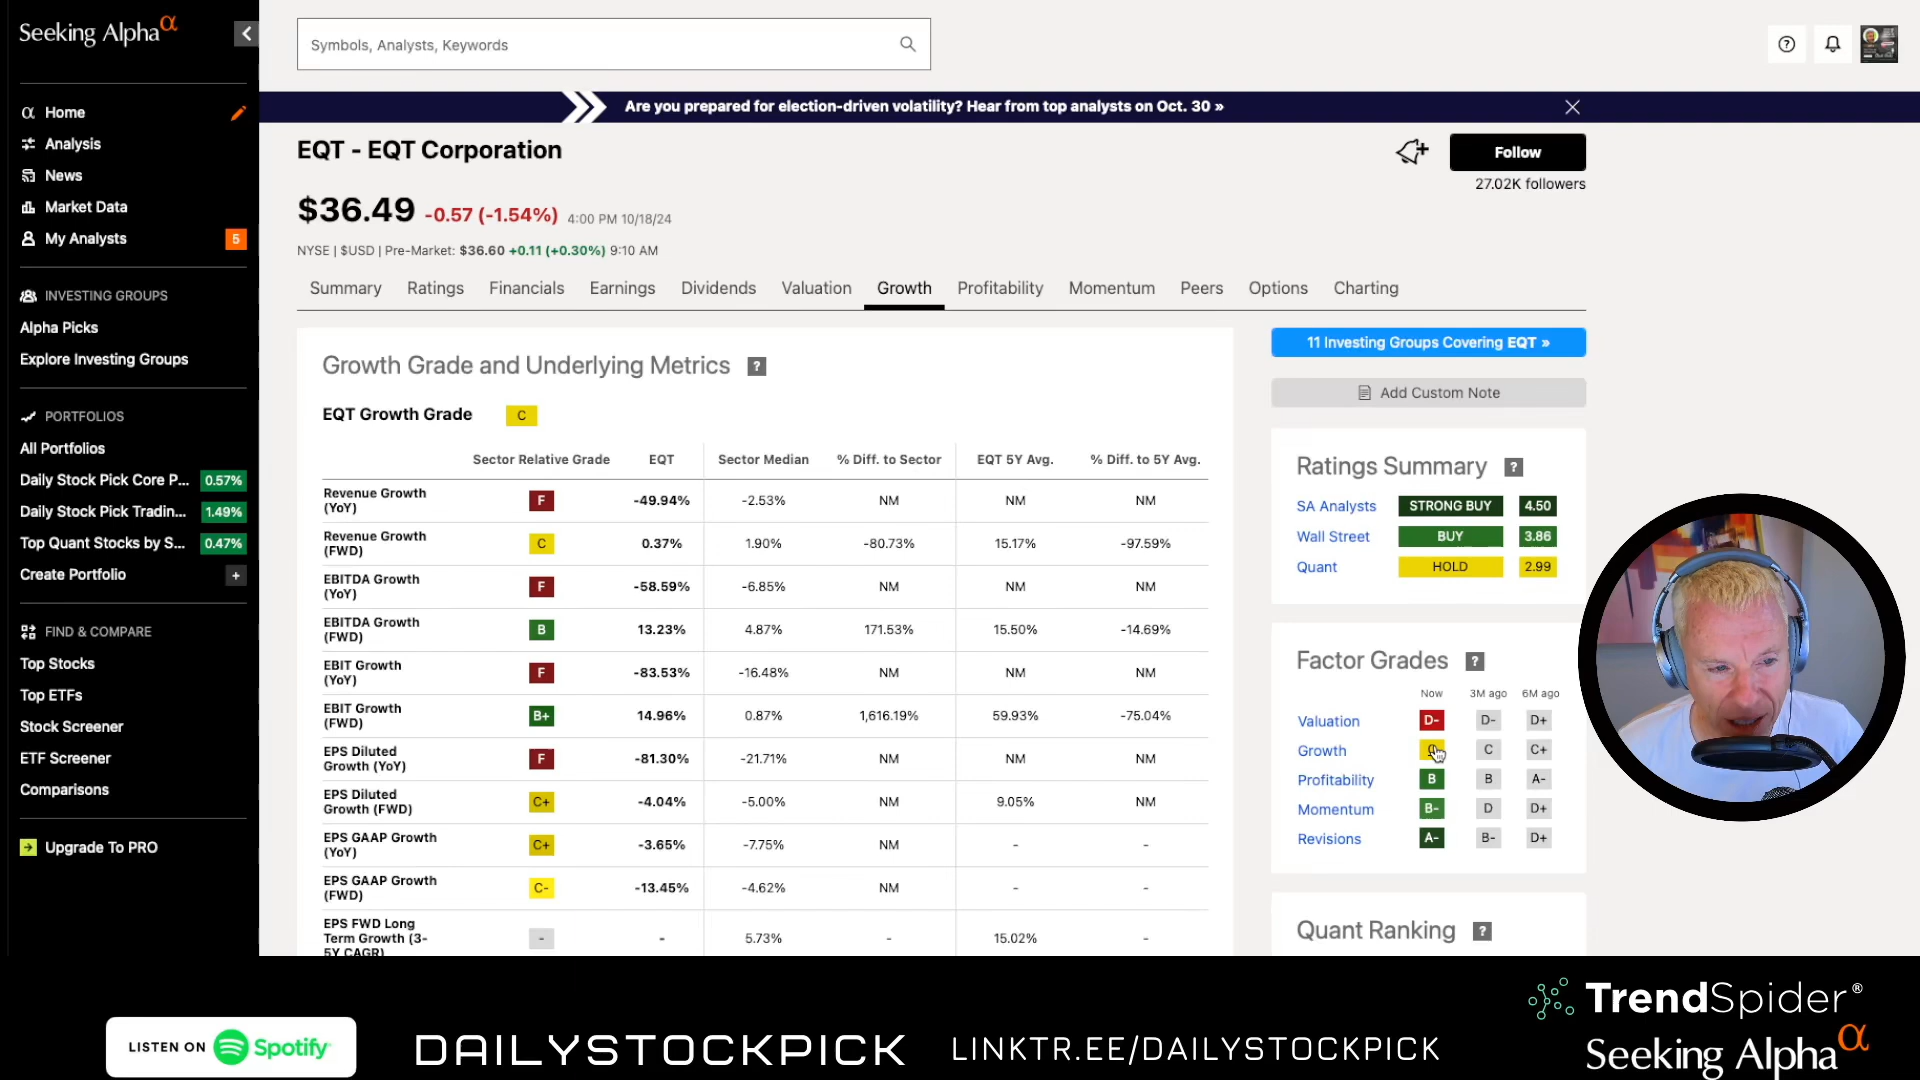 Seeking Alpha α
Symbols, Analysts, Keywords
Are you prepared for election-driven volatility? Hear from top analysts on Oct. 30 »
Home
Analysis
News
Market Data
My Analysts 5
INVESTING GROUPS
Alpha Picks
Explore Investing Groups
PORTFOLIOS
All Portfolios
Daily Stock Pick Core P... 0.57%
Daily Stock Pick Tradin... 1.49%
Top Quant Stocks by S... 0.47%
Create Portfolio +
FIND & COMPARE
Top Stocks
Top ETFs
Stock Screener
ETF Screener
Comparisons
Upgrade To PRO
EQT - EQT Corporation
$36.49 -0.57 (-1.54%) 4:00 PM 10/18/24
NYSE | $USD | Pre-Market: $36.60 +0.11 (+0.30%) 9:10 AM
Follow
27.02K followers
Summary Ratings Financials Earnings Dividends Valuation Growth Profitability Momentum Peers Options Charting
Growth Grade and Underlying Metrics ?
EQT Growth Grade C
Sector Relative Grade EQT Sector Median % Diff. to Sector EQT 5Y Avg. % Diff. to 5Y Avg.
Revenue Growth
(YoY) F -49.94% -2.53% NM NM NM
Revenue Growth
(FWD) C 0.37% 1.90% -80.73% 15.17% -97.59%
EBITDA Growth
(YoY) F -58.59% -6.85% NM NM NM
EBITDA Growth
(FWD) B 13.23% 4.87% 171.53% 15.50% -14.69%
EBIT Growth
(YoY) F -83.53% -16.48% NM NM NM
EBIT Growth
(FWD) B+ 14.96% 0.87% 1,616.19% 59.93% -75.04%
EPS Diluted
Growth (YoY) F -81.30% -21.71% NM NM NM
EPS Diluted
Growth (FWD) C+ -4.04% -5.00% NM 9.05% NM
EPS GAAP Growth
(YoY) C+ -3.65% -7.75% NM - -
EPS GAAP Growth
(FWD) C- -13.45% -4.62% NM - -
EPS FWD Long
Term Growth (3- - - 5.73% - 15.02% -
5Y CAGR)
11 Investing Groups Covering EQT »
Add Custom Note
Ratings Summary ?
SA Analysts STRONG BUY 4.50
Wall Street BUY 3.86
Quant HOLD 2.99
Factor Grades ?
Now 3M ago 6M ago
Valuation D- D- D+
Growth C C+
Profitability B B A-
Momentum B- D D+
Revisions A- B- D+
Quant Ranking ?
LISTEN ON Spotify
DAILYSTOCKPICK
LINKTR.EE/DAILYSTOCKPICK
TrendSpider®
Seeking Alpha α